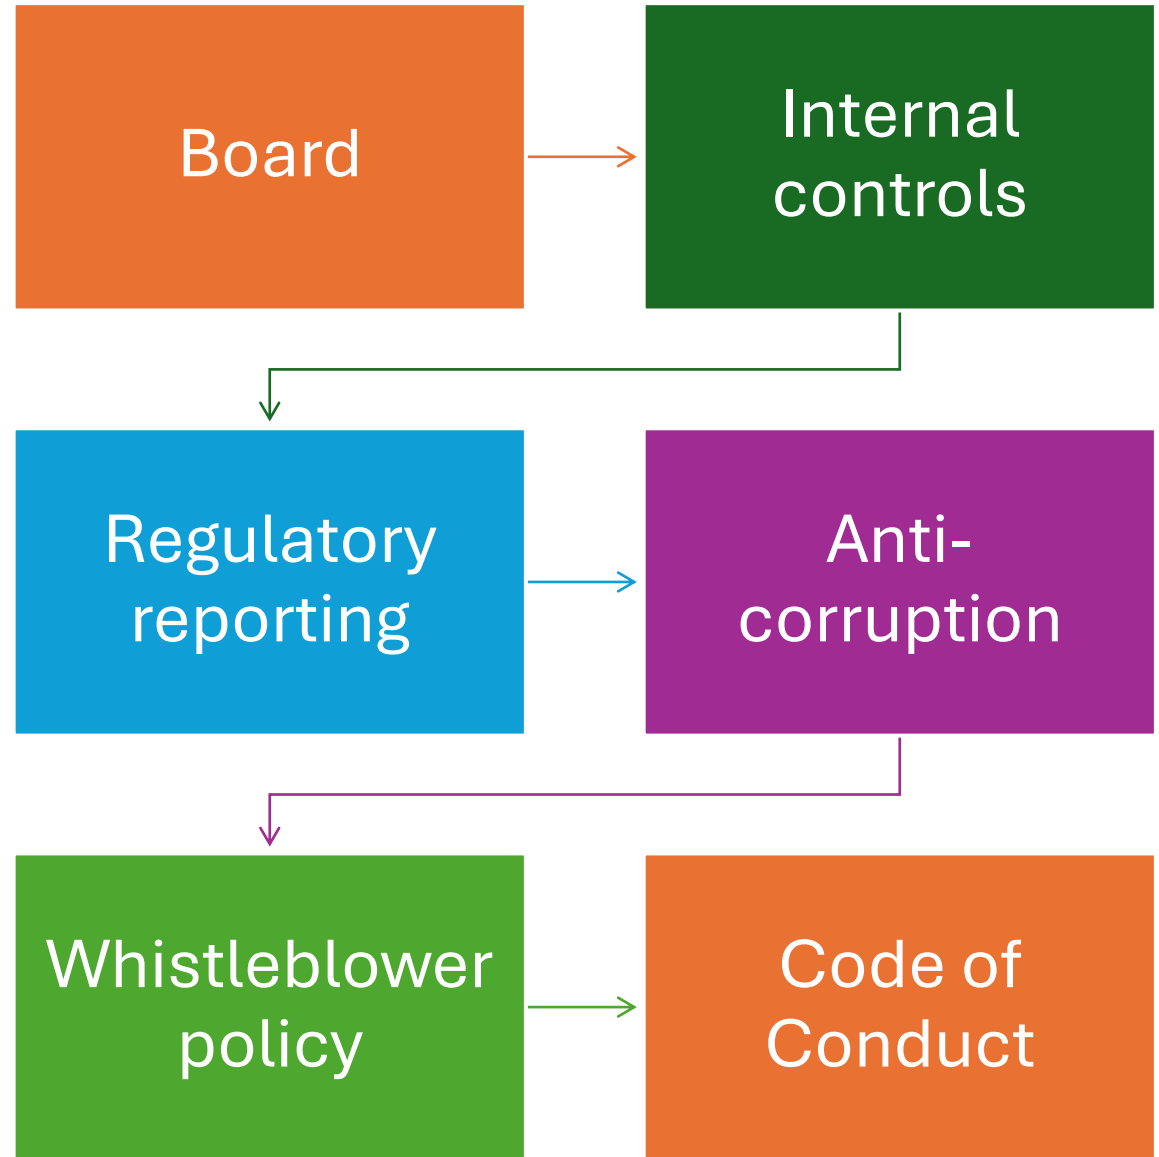 Board
Internal
controls
Regulatory
reporting
Anti-
corruption
Whistleblower
policy
Code of
Conduct